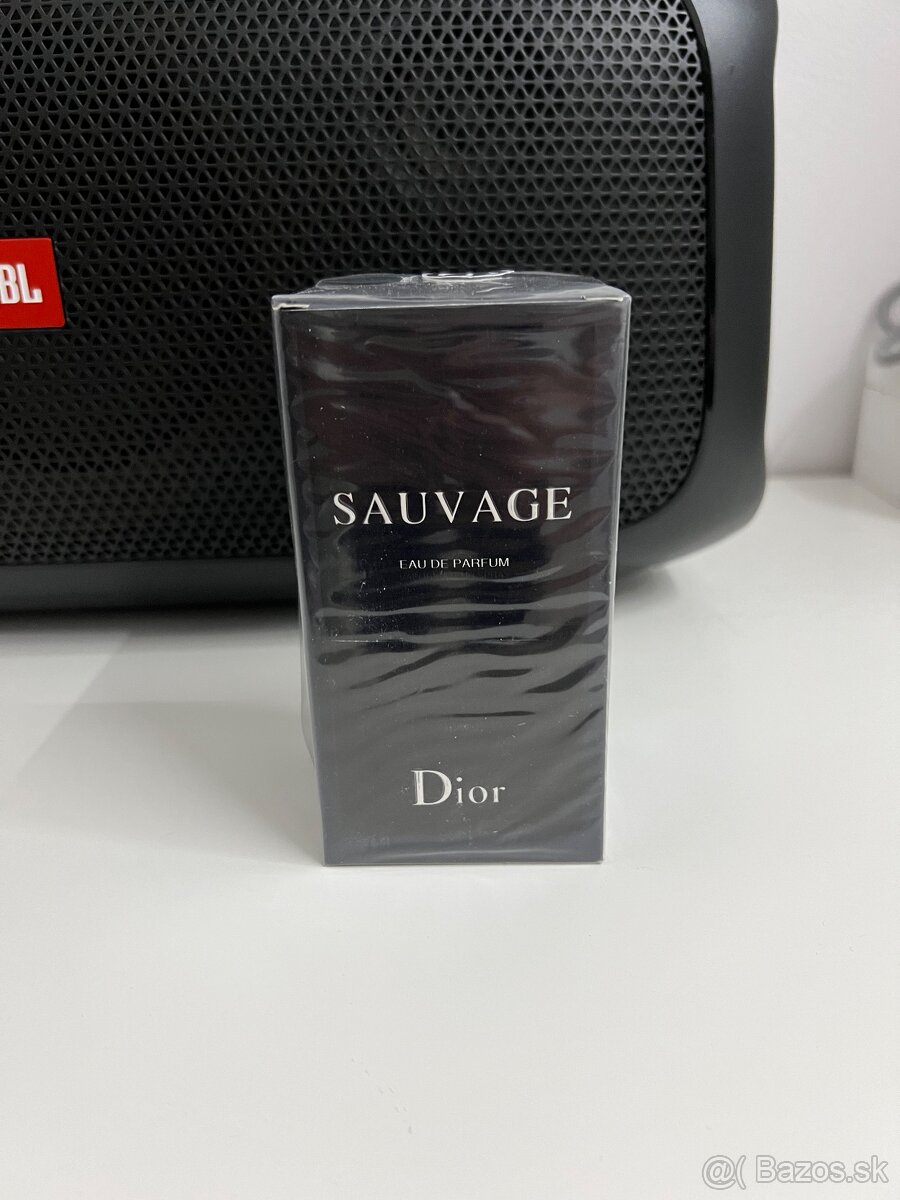 BL
SAUVAGE
EAU DE PARFUM
Dior
@( Bazos.sk